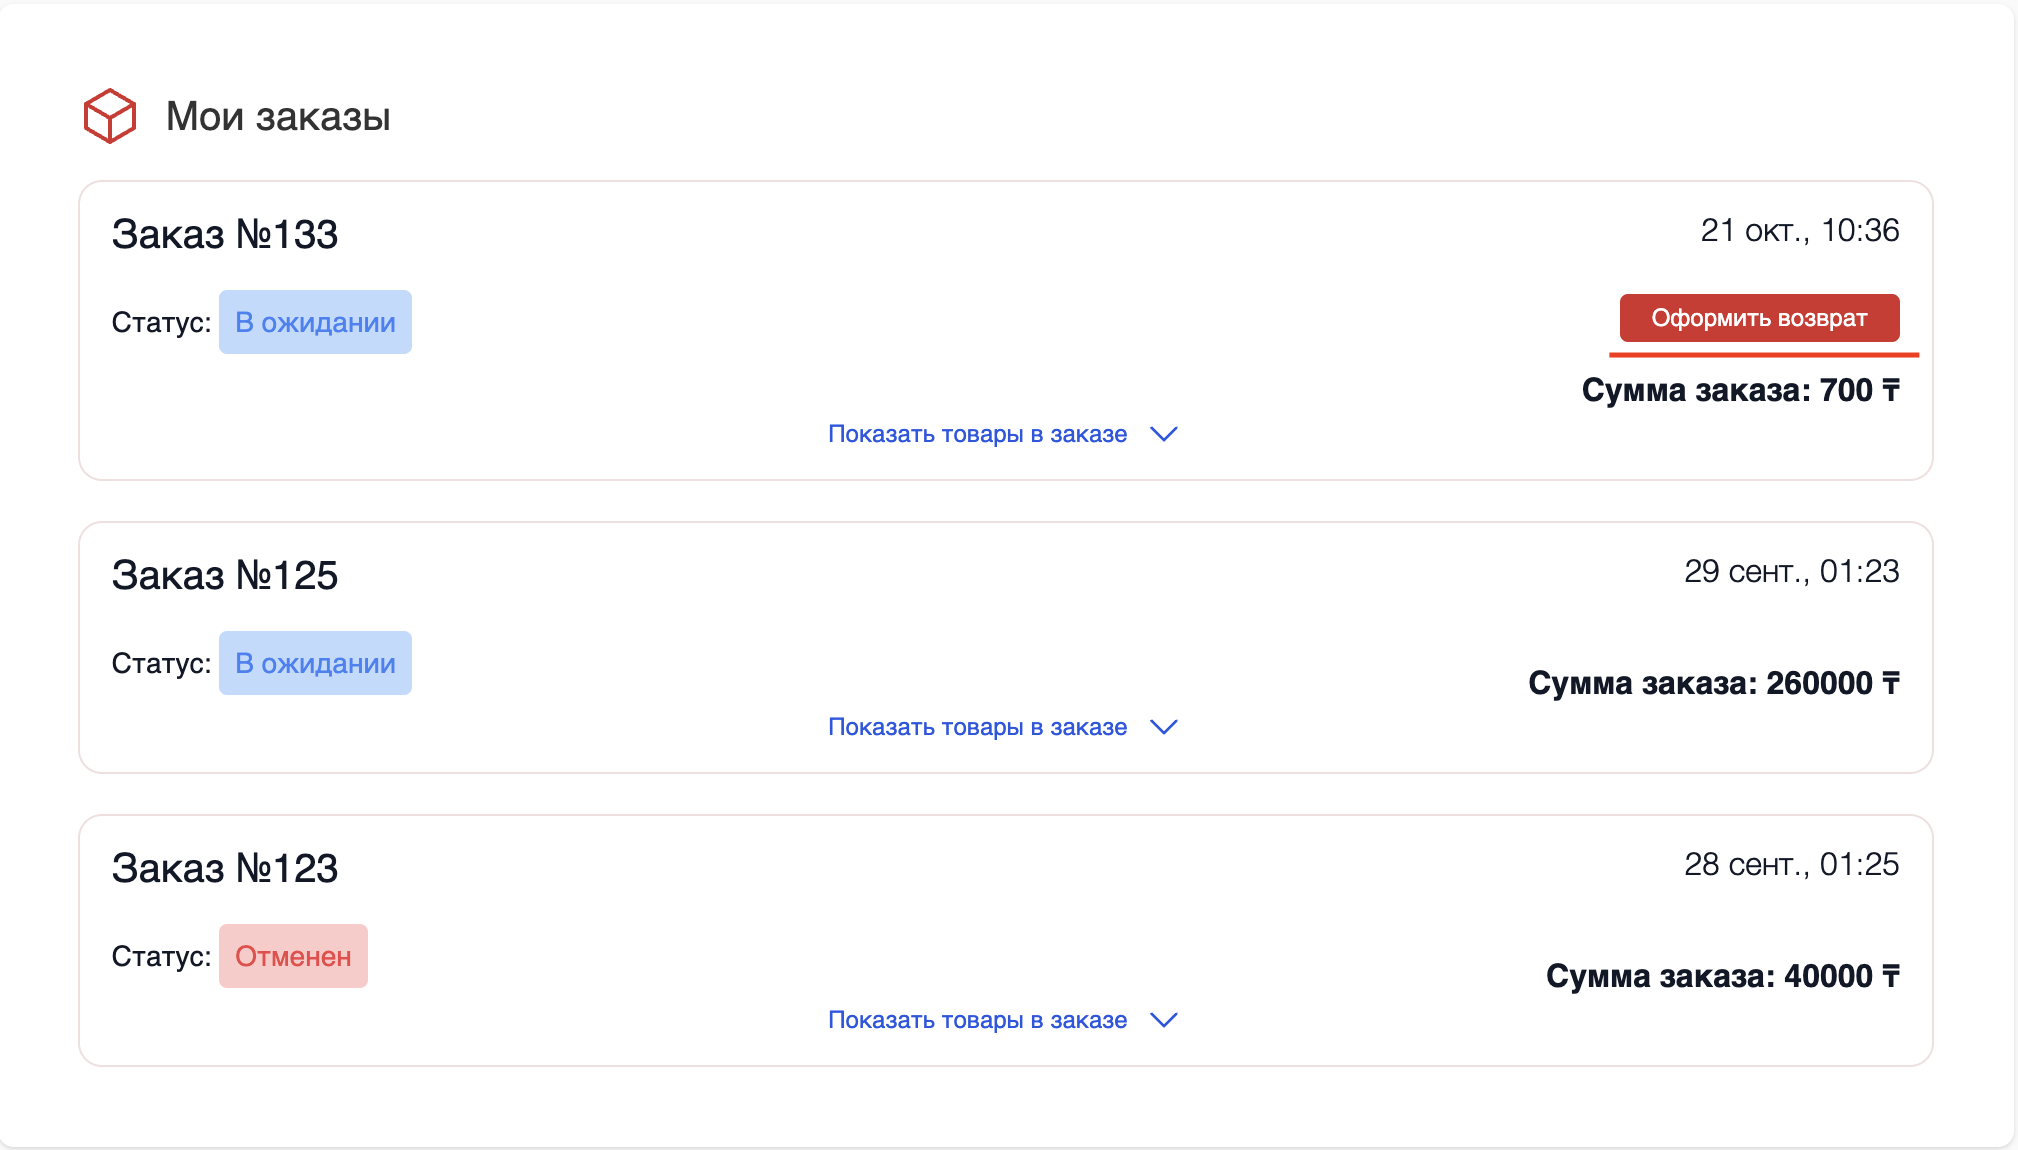 Мои заказы
Заказ №133
21 окт., 10:36
Статус: В ожидании
Оформить возврат
Сумма заказа: 700 ₸
Показать товары в заказе
Заказ №125
29 сент., 01:23
Статус: В ожидании
Сумма заказа: 260000 ₸
Показать товары в заказе
Заказ №123
28 сент., 01:25
Статус: Отменен
Сумма заказа: 40000 ₸
Показать товары в заказе